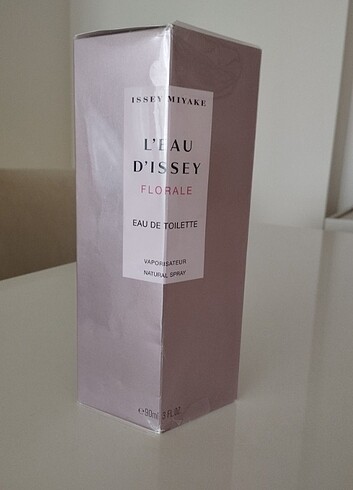 ISSEY MIYAKE
L'EAU
D'ISSEY
FLORALE
EAU DE TOILETTE
VAPORISATEUR
NATURAL SPRAY
90ml 3 FL OZ